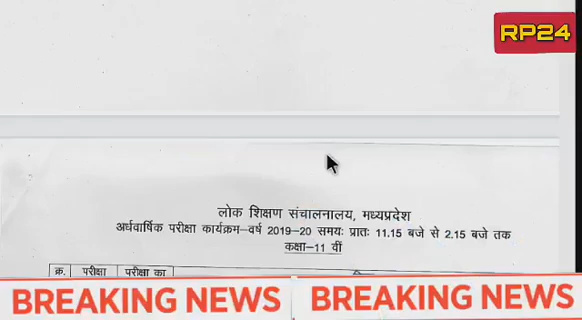 RP24
लोक शिक्षण संचालनालय, मध्यप्रदेश
अर्धवार्षिक परीक्षा कार्यक्रम–वर्ष 2019–20 समयः प्रातः 11.15 बजे से 2.15 बजे तक
कक्षा–11 वीं
क्र. परीक्षा परीक्षा का
BREAKING NEWS BREAKING NEWS